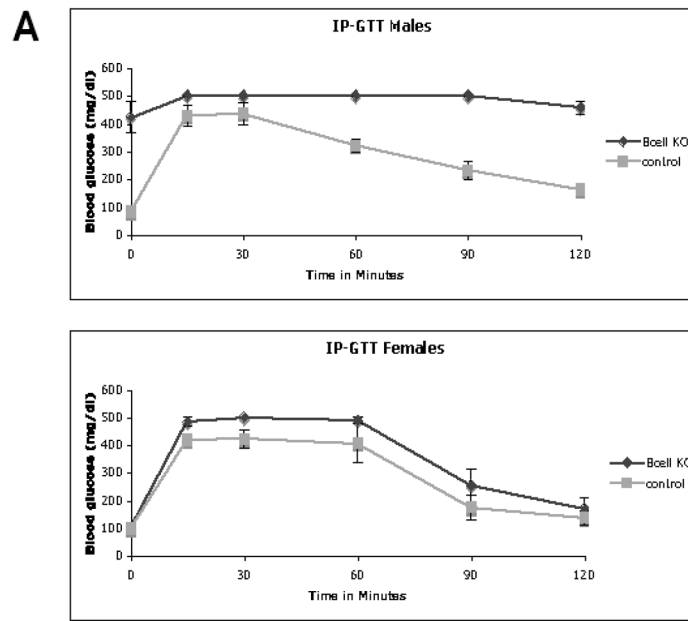 A
IP-GTT Males
Blood glucose (mg/dl)
600
500
400
300
200
100
0
0 30 60 90 120
Time in Minutes
Bcell KO
control
IP-GTT Females
Blood glucose (mg/dl)
600
500
400
300
200
100
0
0 30 60 90 120
Time in Minutes
Bcell KO
control